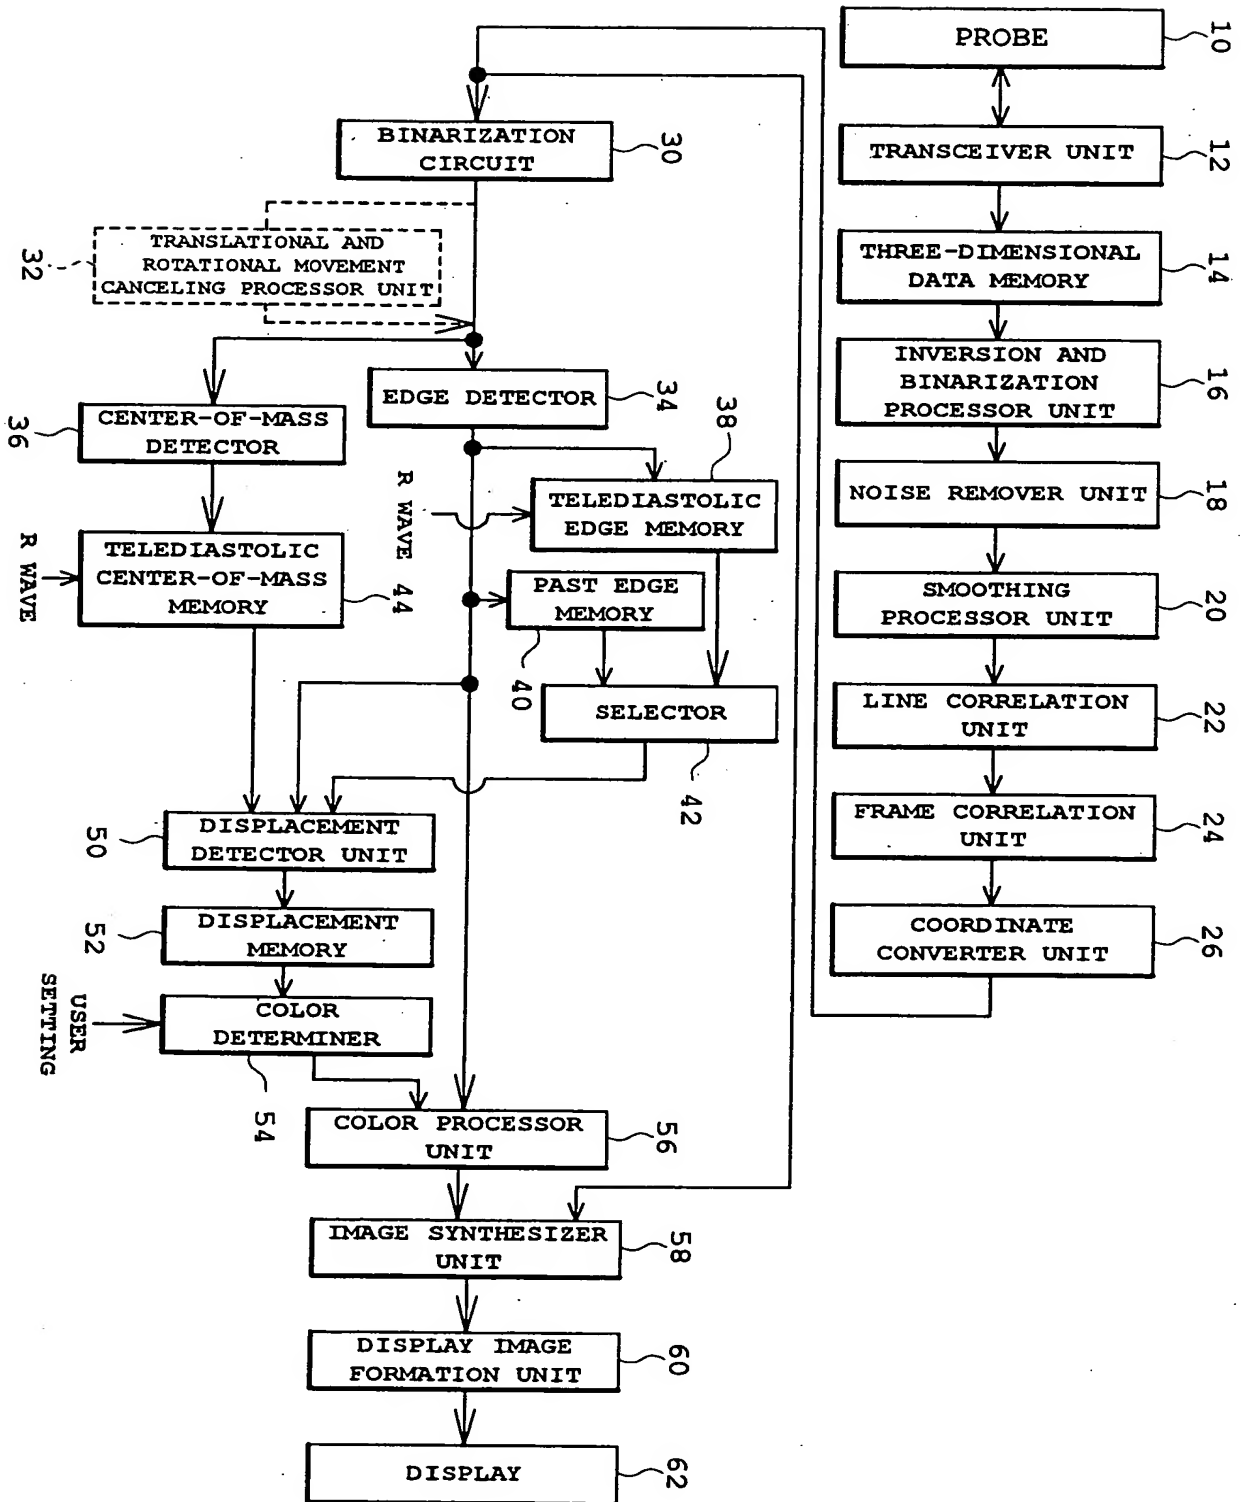 PROBE
10
TRANSCEIVER UNIT
12
THREE-DIMENSIONAL
DATA MEMORY
14
INVERSION AND
BINARIZATION
PROCESSOR UNIT
16
NOISE REMOVER UNIT
18
SMOOTHING
PROCESSOR UNIT
20
LINE CORRELATION
UNIT
22
FRAME CORRELATION
UNIT
24
COORDINATE
CONVERTER UNIT
26
BINARIZATION
CIRCUIT
30
TRANSLATIONAL AND
ROTATIONAL MOVEMENT
CANCELING PROCESSOR UNIT
32
EDGE DETECTOR
34
CENTER-OF-MASS
DETECTOR
36
TELEDIASTOLIC
EDGE MEMORY
38
R WAVE 44
PAST EDGE
MEMORY
40
SELECTOR
42
TELEDIASTOLIC
CENTER-OF-MASS
MEMORY
44
R WAVE
DISPLACEMENT
DETECTOR UNIT
50
DISPLACEMENT
MEMORY
52
COLOR
DETERMINER
54
USER
SETTING
COLOR PROCESSOR
UNIT
56
IMAGE SYNTHESIZER
UNIT
58
DISPLAY IMAGE
FORMATION UNIT
60
DISPLAY
62